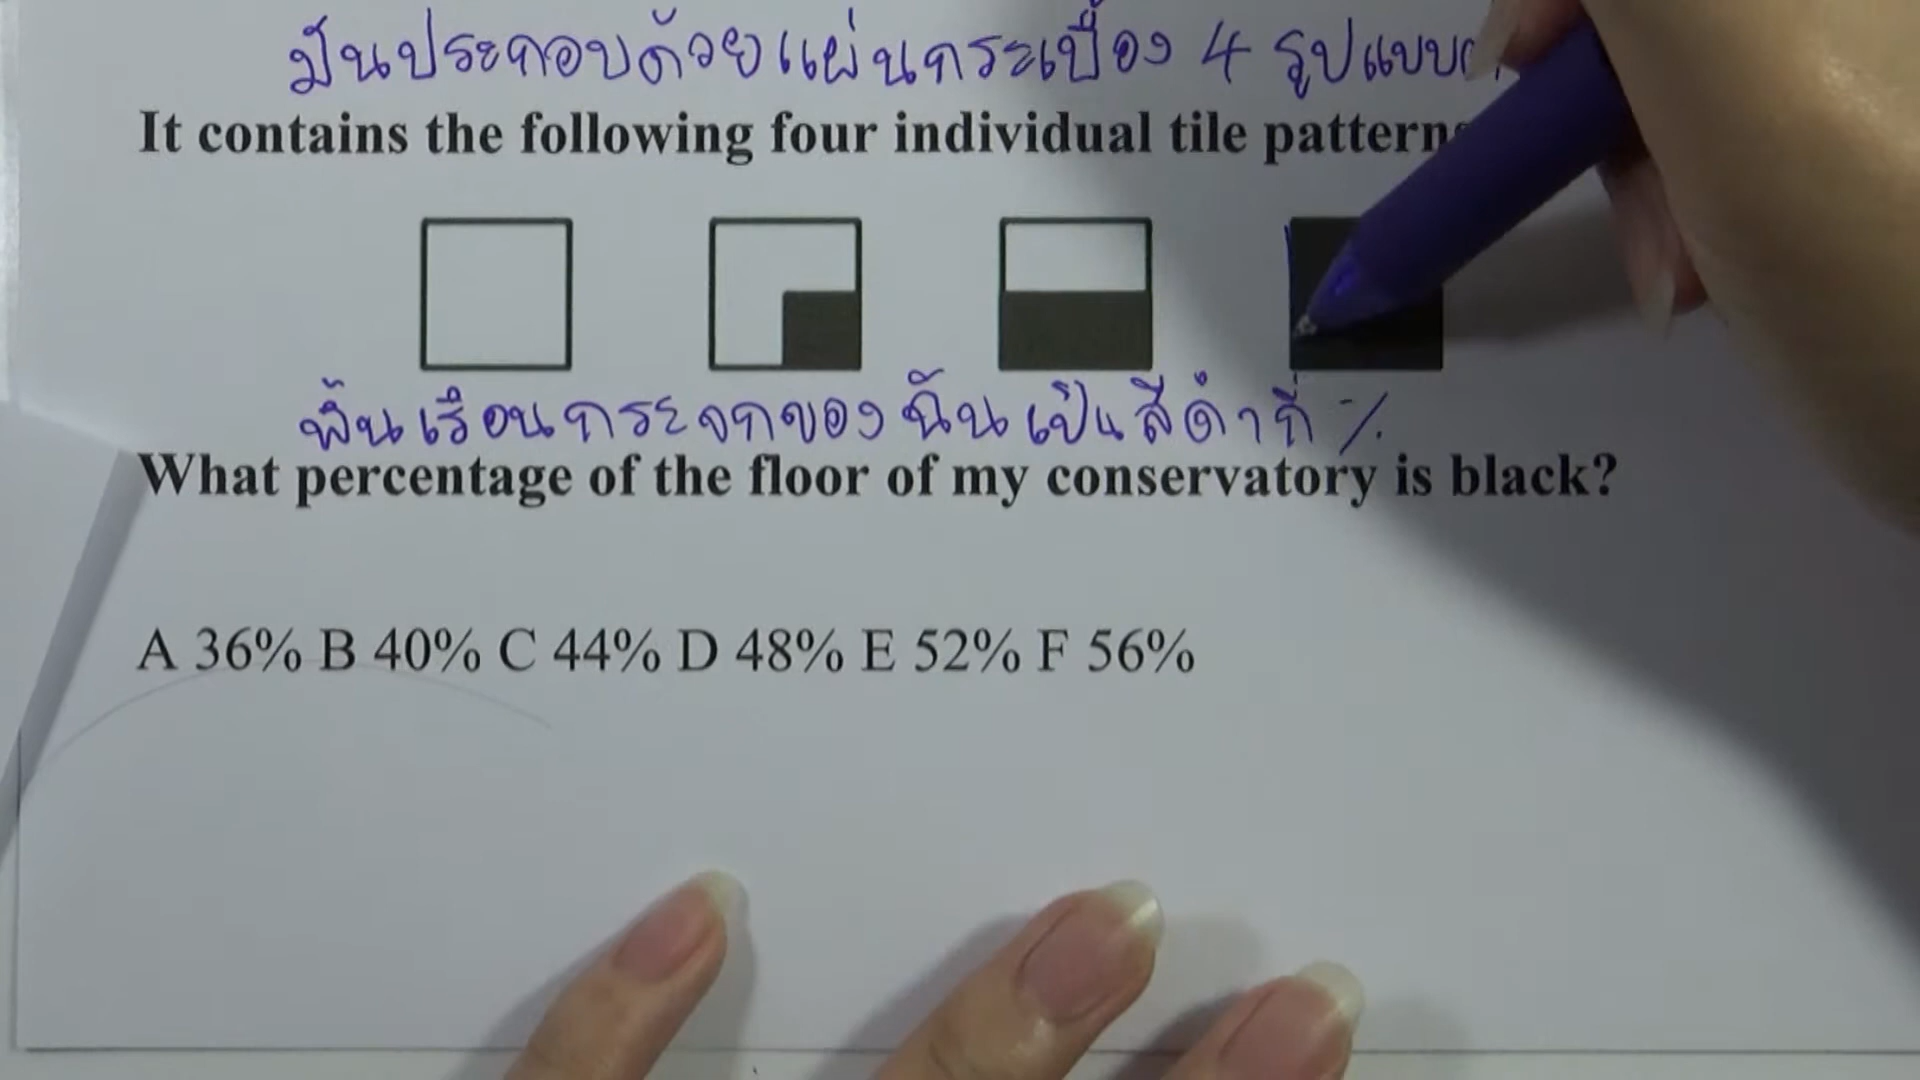 มันประกอบด้วยแผ่นกระเบื้อง 4 รูปแบบ
It contains the following four individual tile patterns
พื้นเรือนกระจกของฉันเป็นสีดำกี่ %
What percentage of the floor of my conservatory is black?
A 36% B 40% C 44% D 48% E 52% F 56%